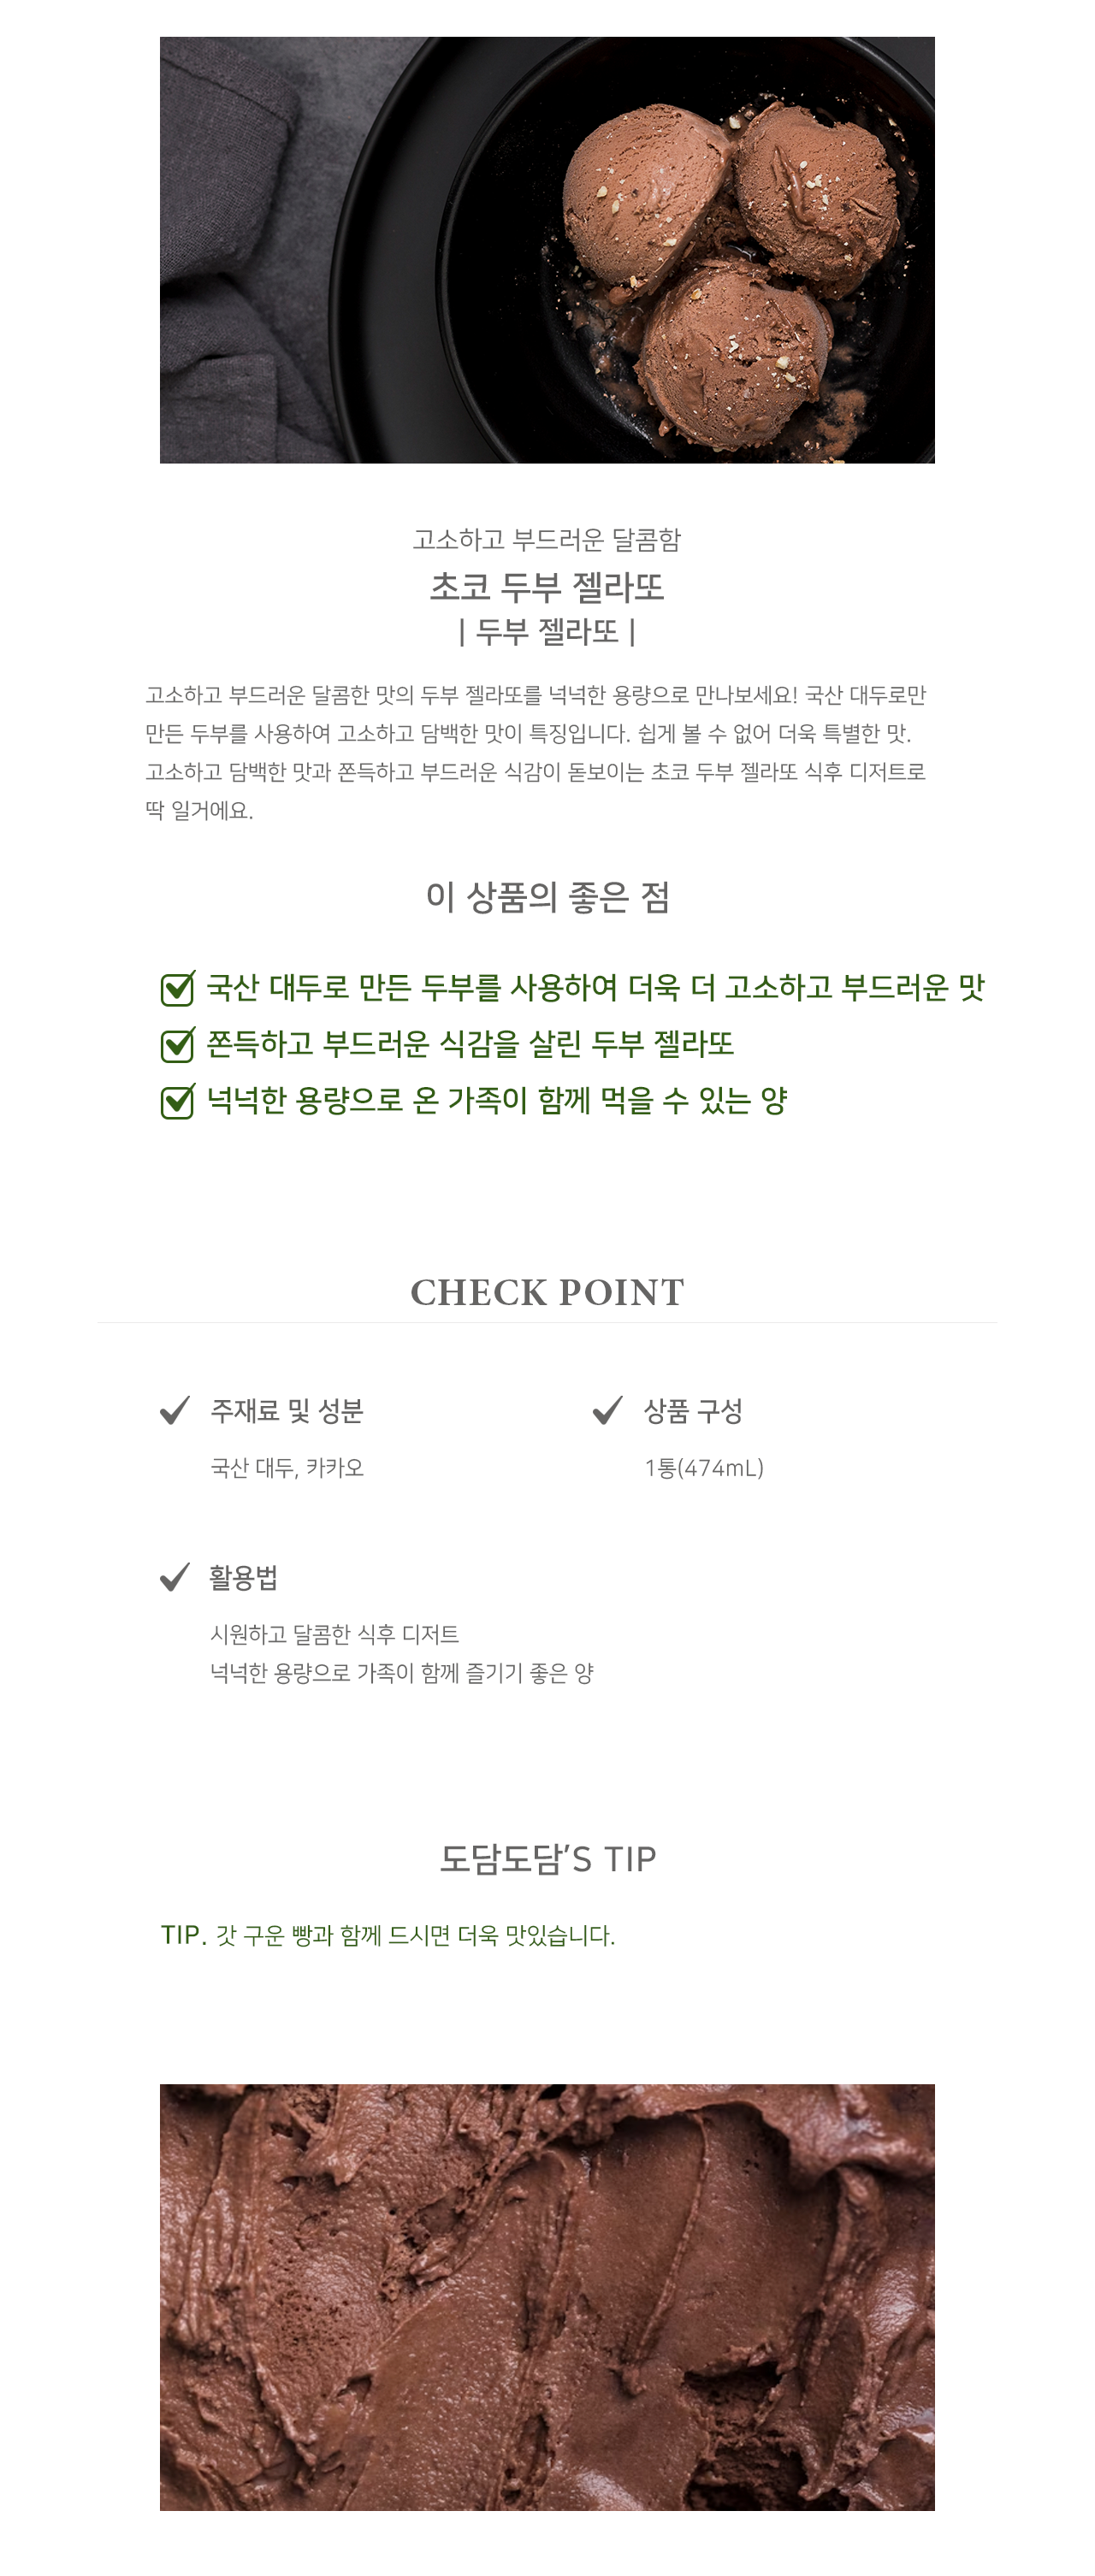 고소하고 부드러운 달콤함
초코 두부 젤라또
| 두부 젤라또 |
고소하고 부드러운 달콤한 맛의 두부 젤라또를 넉넉한 용량으로 만나보세요! 국산 대두로만
만든 두부를 사용하여 고소하고 담백한 맛이 특징입니다. 쉽게 볼 수 없어 더욱 특별한 맛.
고소하고 담백한 맛과 쫀득하고 부드러운 식감이 돋보이는 초코 두부 젤라또 식후 디저트로
딱 일거에요.
이 상품의 좋은 점
국산 대두로 만든 두부를 사용하여 더욱 더 고소하고 부드러운 맛
쫀득하고 부드러운 식감을 살린 두부 젤라또
넉넉한 용량으로 온 가족이 함께 먹을 수 있는 양
CHECK POINT
주재료 및 성분
국산 대두, 카카오
상품 구성
1통(474mL)
활용법
시원하고 달콤한 식후 디저트
넉넉한 용량으로 가족이 함께 즐기기 좋은 양
도담도담’S TIP
TIP. 갓 구운 빵과 함께 드시면 더욱 맛있습니다.